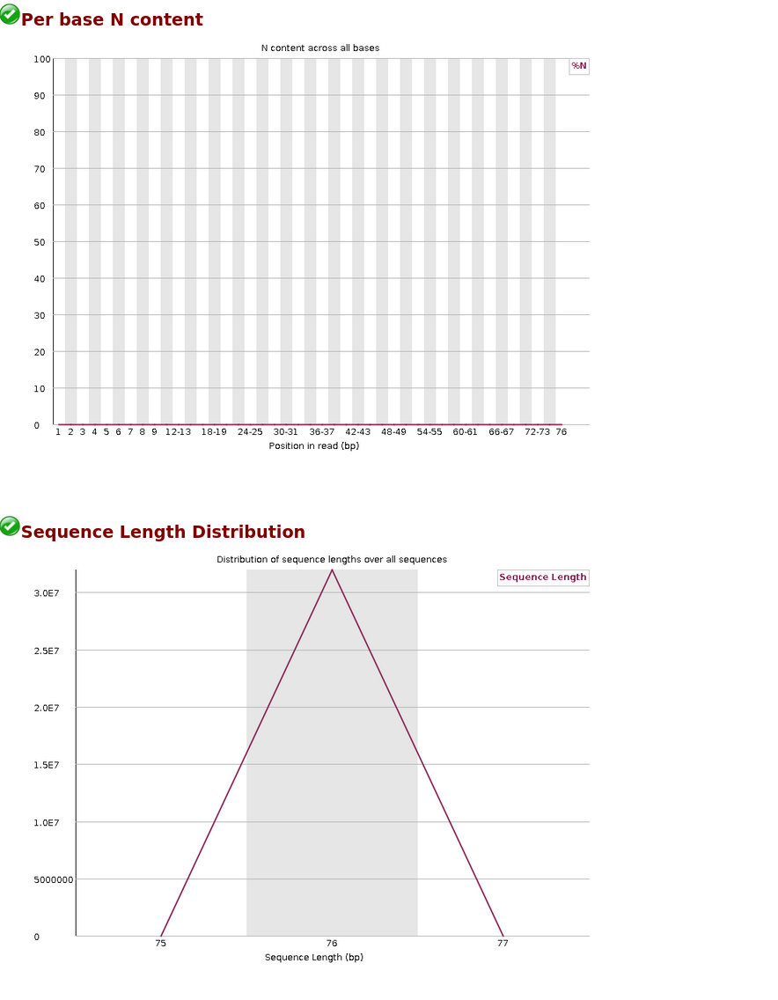 Per base N content
N content across all bases
%N
100
90
80
70
60
50
40
30
20
10
0
1 2 3 4 5 6 7 8 9 12-13 18-19 24-25 30-31 36-37 42-43 48-49 54-55 60-61 66-67 72-73 76
Position in read (bp)
Sequence Length Distribution
Distribution of sequence lengths over all sequences
Sequence Length
3.0E7
2.5E7
2.0E7
1.5E7
1.0E7
5000000
0
75 76 77
Sequence Length (bp)